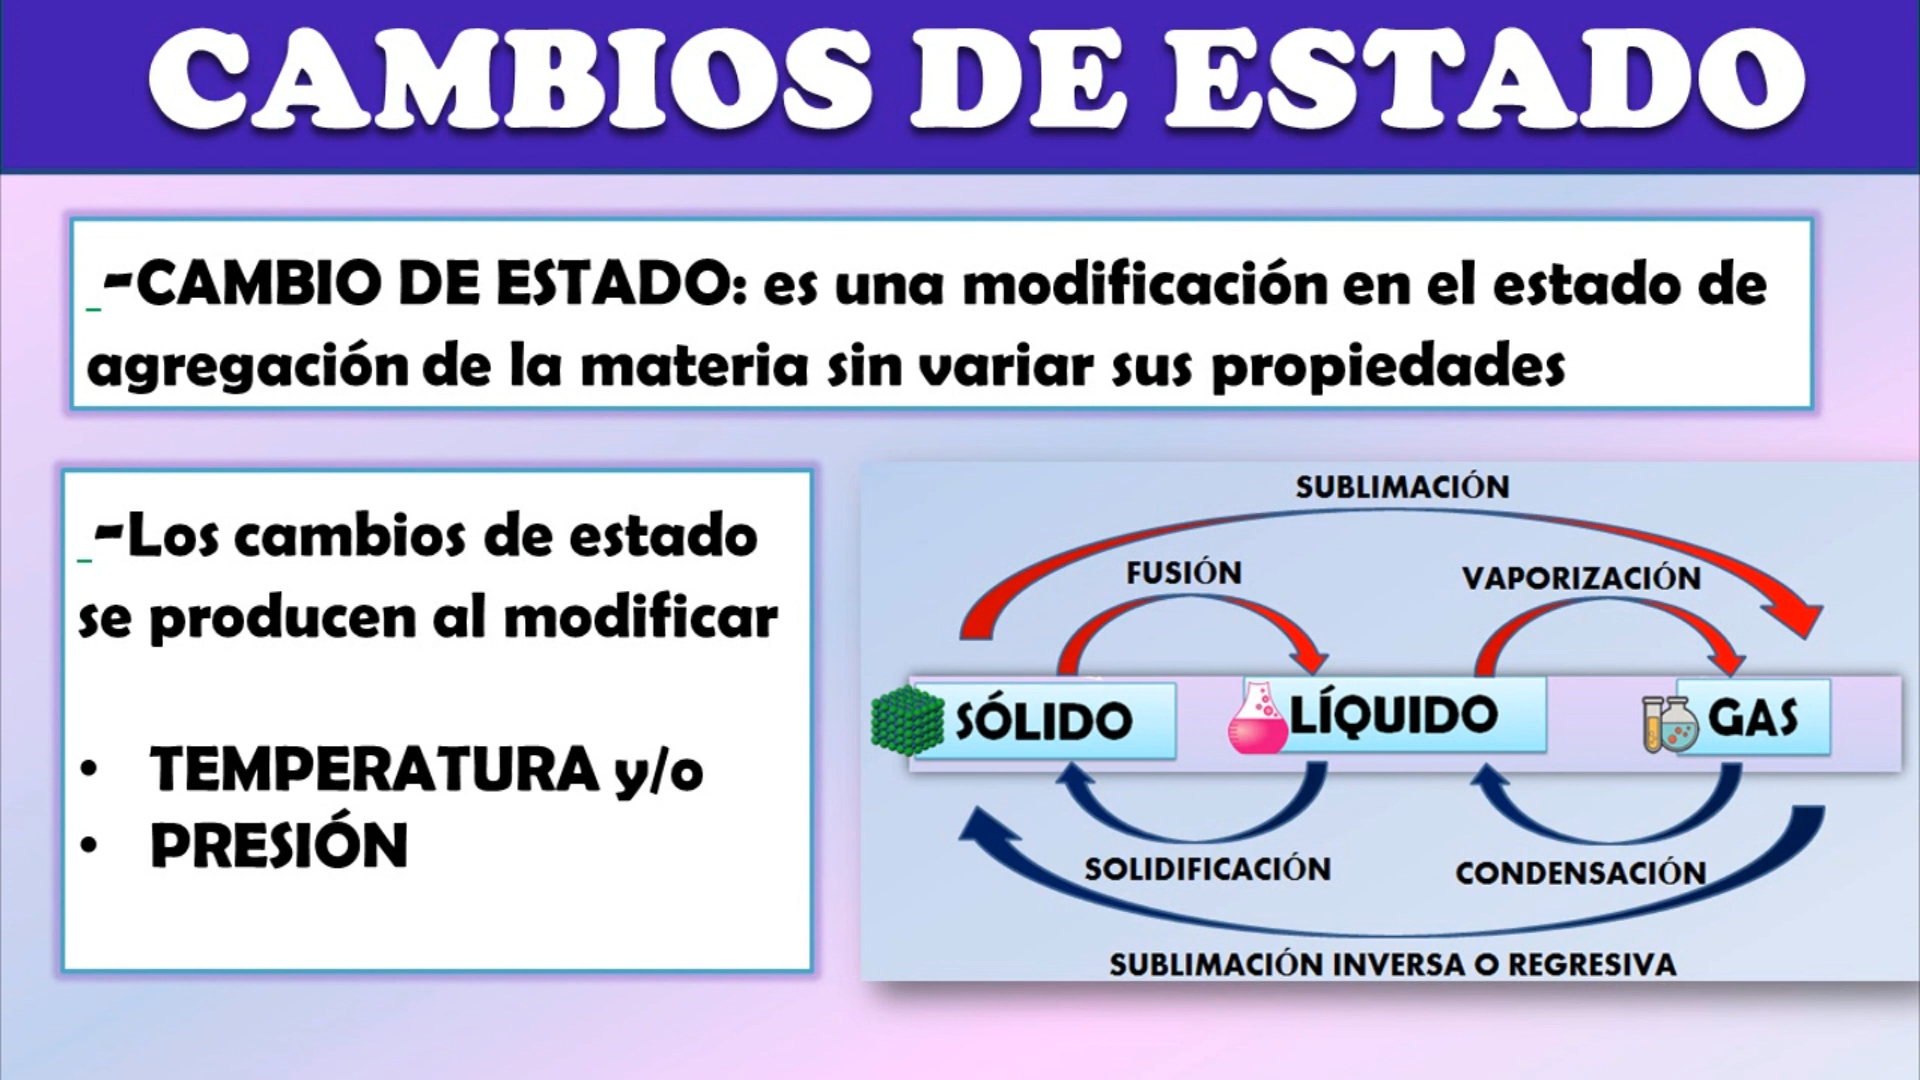 CAMBIOS DE ESTADO
-CAMBIO DE ESTADO: es una modificación en el estado de
agregación de la materia sin variar sus propiedades
-Los cambios de estado
se producen al modificar
• TEMPERATURA y/o
• PRESIÓN
SUBLIMACIÓN
FUSIÓN
VAPORIZACIÓN
SÓLIDO
LÍQUIDO
GAS
SOLIDIFICACIÓN
CONDENSACIÓN
SUBLIMACIÓN INVERSA O REGRESIVA